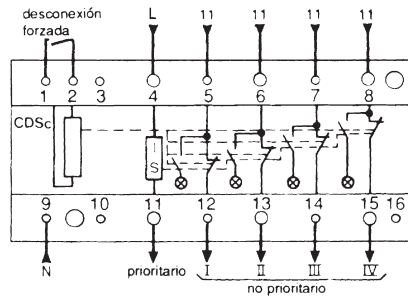 desconexión L 11 11 11 11
forzada
1 2 3 4 5 6 7 8
CDSc
I
S
9 10 11 12 13 14 15 16
N prioritario I II III IV
no prioritario